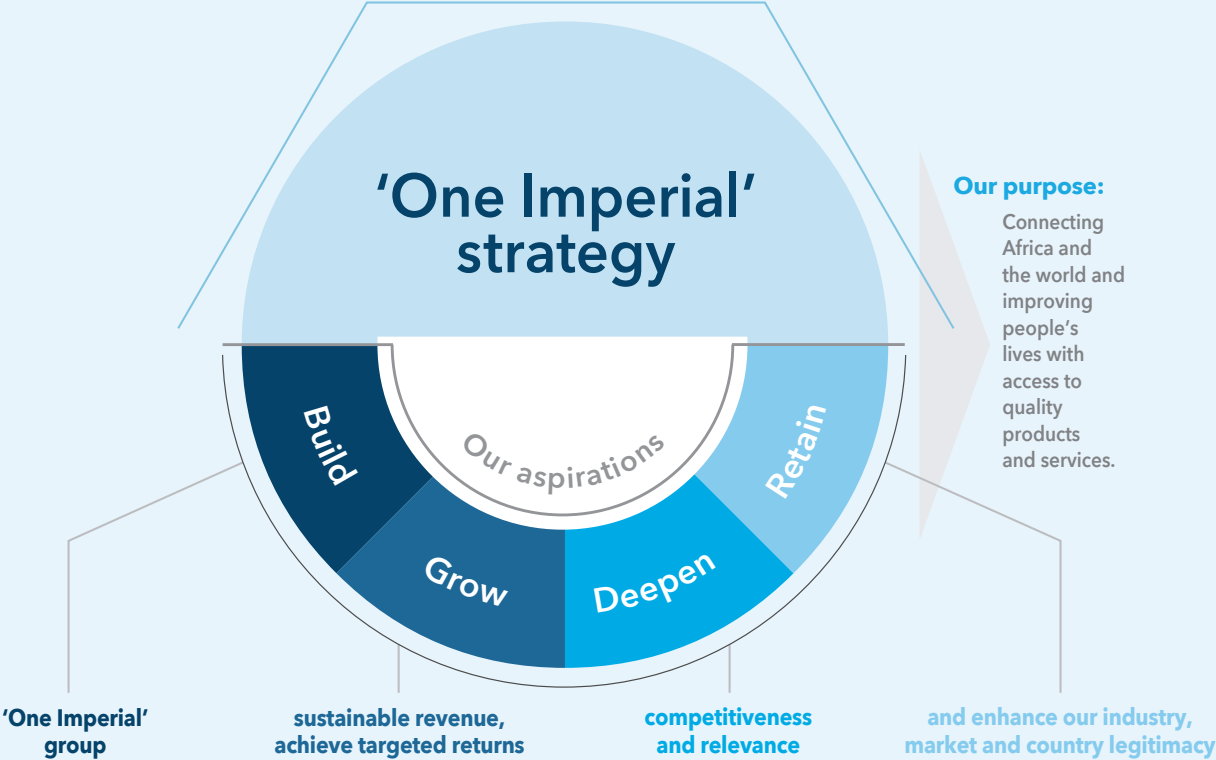 ‘One Imperial’
strategy
Our purpose:
Connecting
Africa and
the world and
improving
people’s
lives with
access to
quality
products
and services.
Our aspirations
Build
Grow
Deepen
Retain
‘One Imperial’
group
sustainable revenue,
achieve targeted returns
competitiveness
and relevance
and enhance our industry,
market and country legitimacy